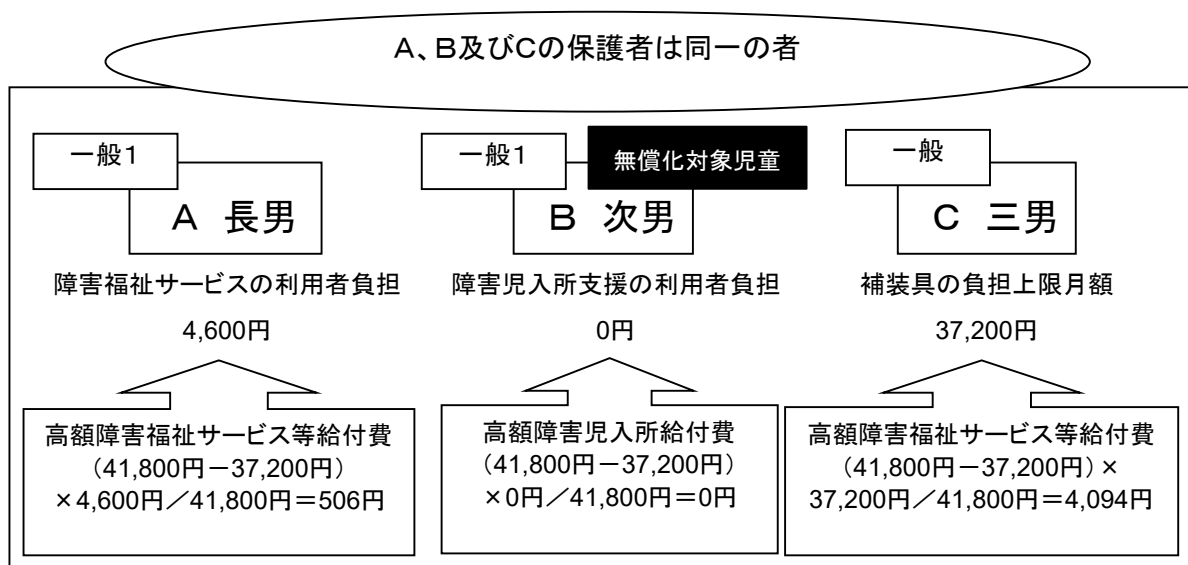 A、B及びCの保護者は同一の者
一般1
A 長男
障害福祉サービスの利用者負担
4,600円
高額障害福祉サービス等給付費
(41,800円-37,200円)
×4,600円/41,800円=506円
一般1
無償化対象児童
B 次男
障害児入所支援の利用者負担
0円
高額障害児入所給付費
(41,800円-37,200円)
×0円/41,800円=0円
一般
C 三男
補装具の負担上限月額
37,200円
高額障害福祉サービス等給付費
(41,800円-37,200円)×
37,200円/41,800円=4,094円